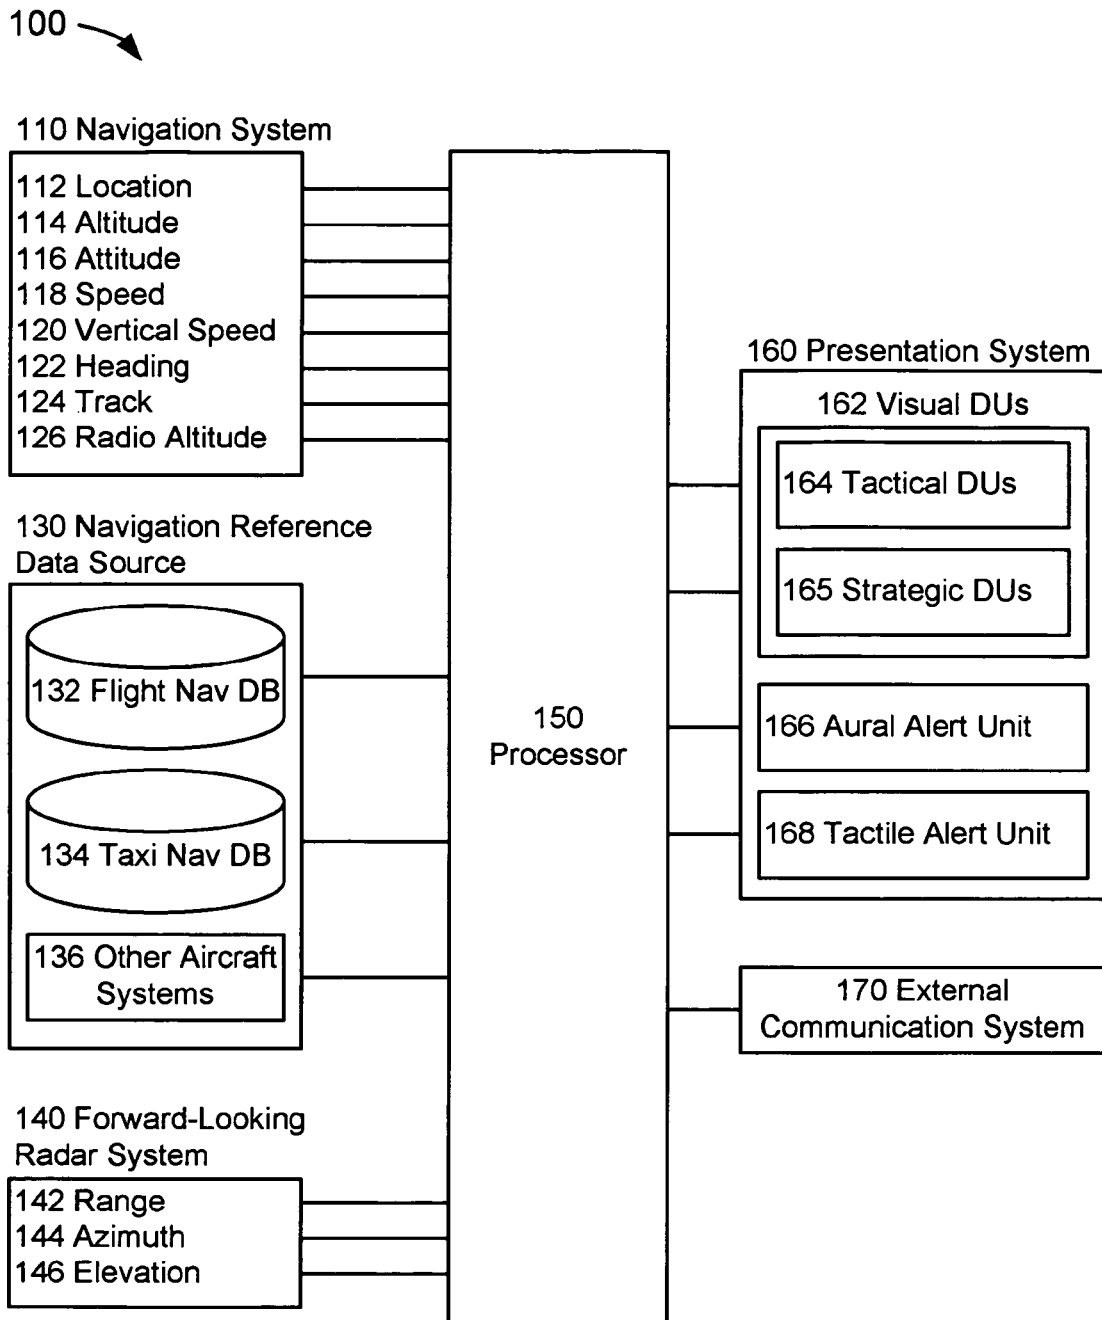 100
110 Navigation System
112 Location
114 Altitude
116 Attitude
118 Speed
120 Vertical Speed
122 Heading
124 Track
126 Radio Altitude
130 Navigation Reference
Data Source
132 Flight Nav DB
134 Taxi Nav DB
136 Other Aircraft
Systems
140 Forward-Looking
Radar System
142 Range
144 Azimuth
146 Elevation
150
Processor
160 Presentation System
162 Visual DUs
164 Tactical DUs
165 Strategic DUs
166 Aural Alert Unit
168 Tactile Alert Unit
170 External
Communication System